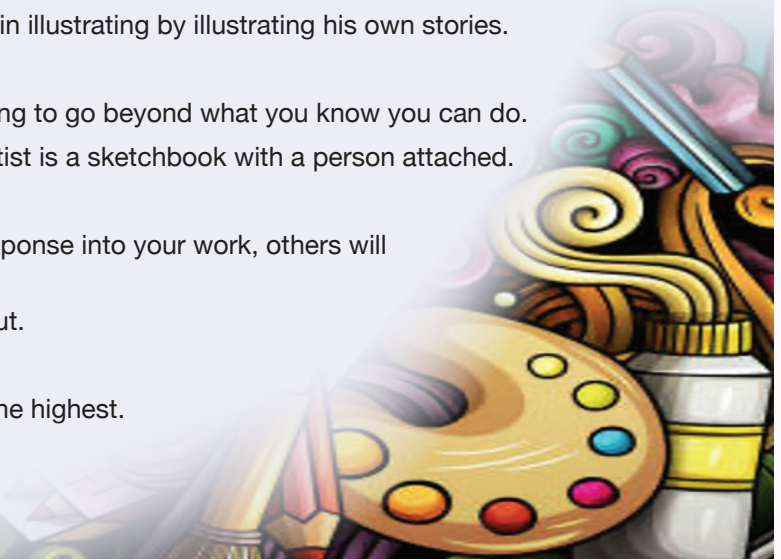 in illustrating by illustrating his own stories.
ng to go beyond what you know you can do.
tist is a sketchbook with a person attached.
ponse into your work, others will
ut.
ne highest.